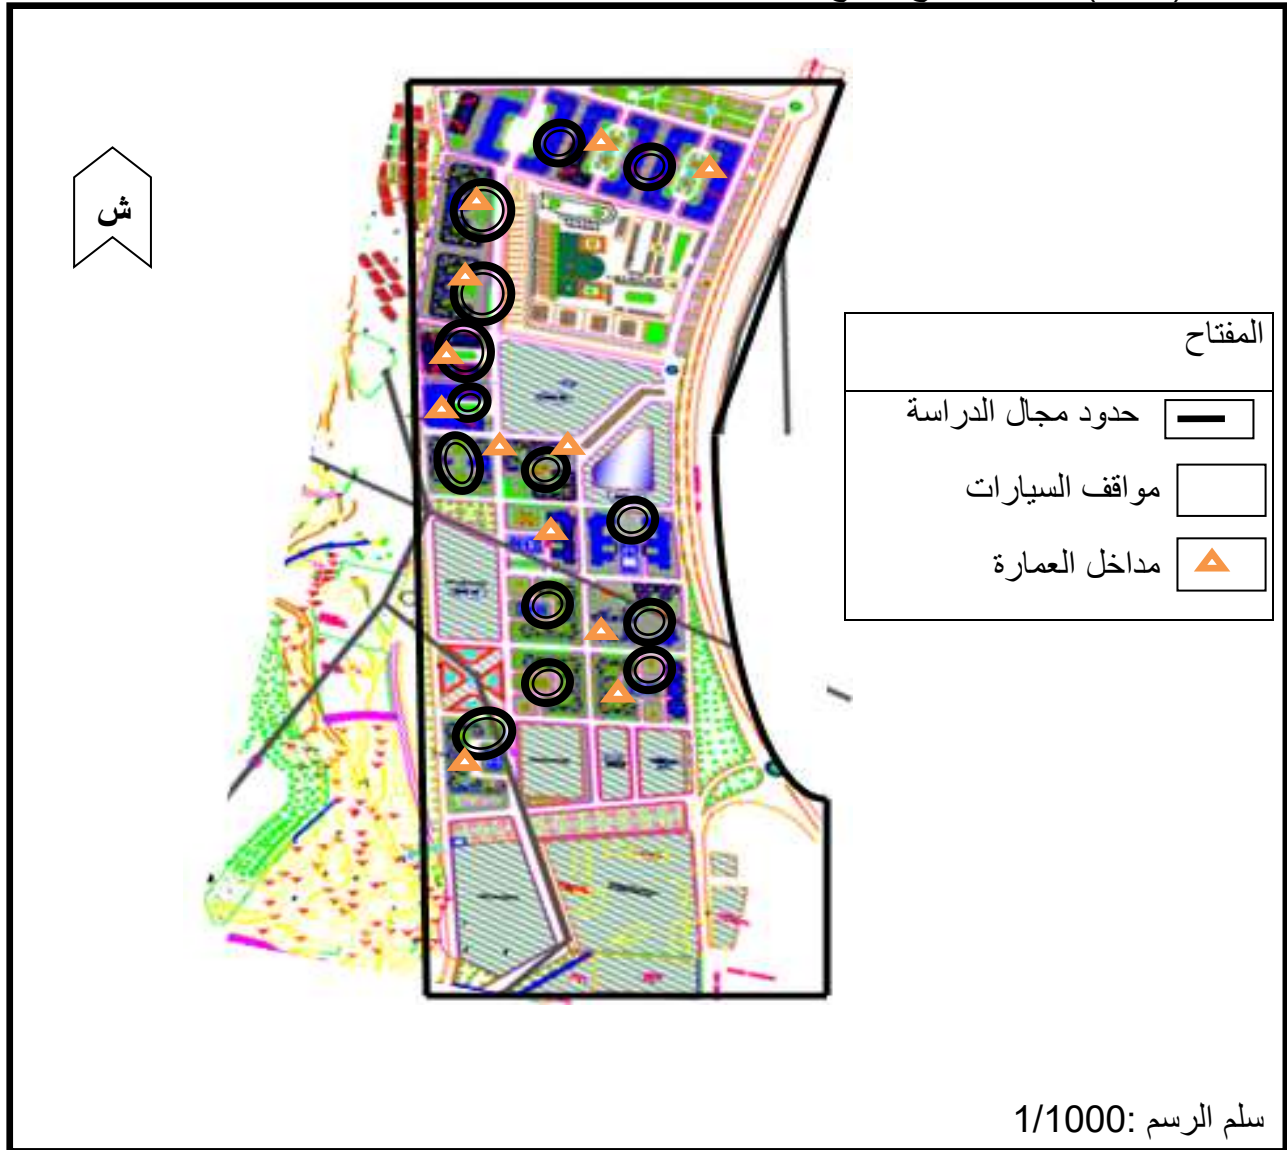 ش
المفتاح
حدود مجال الدراسة
مواقف السيارات
مداخل العمارة
سلم الرسم :1/1000